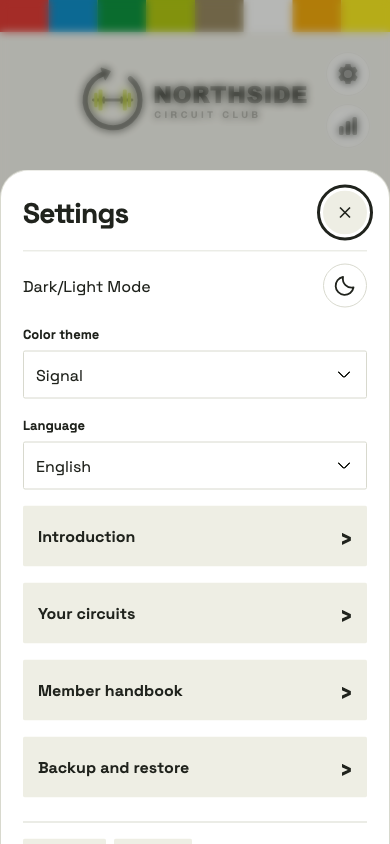 NORTHSIDE
CIRCUIT CLUB
Settings
Dark/Light Mode
Color theme
Signal
Language
English
Introduction >
Your circuits >
Member handbook >
Backup and restore >